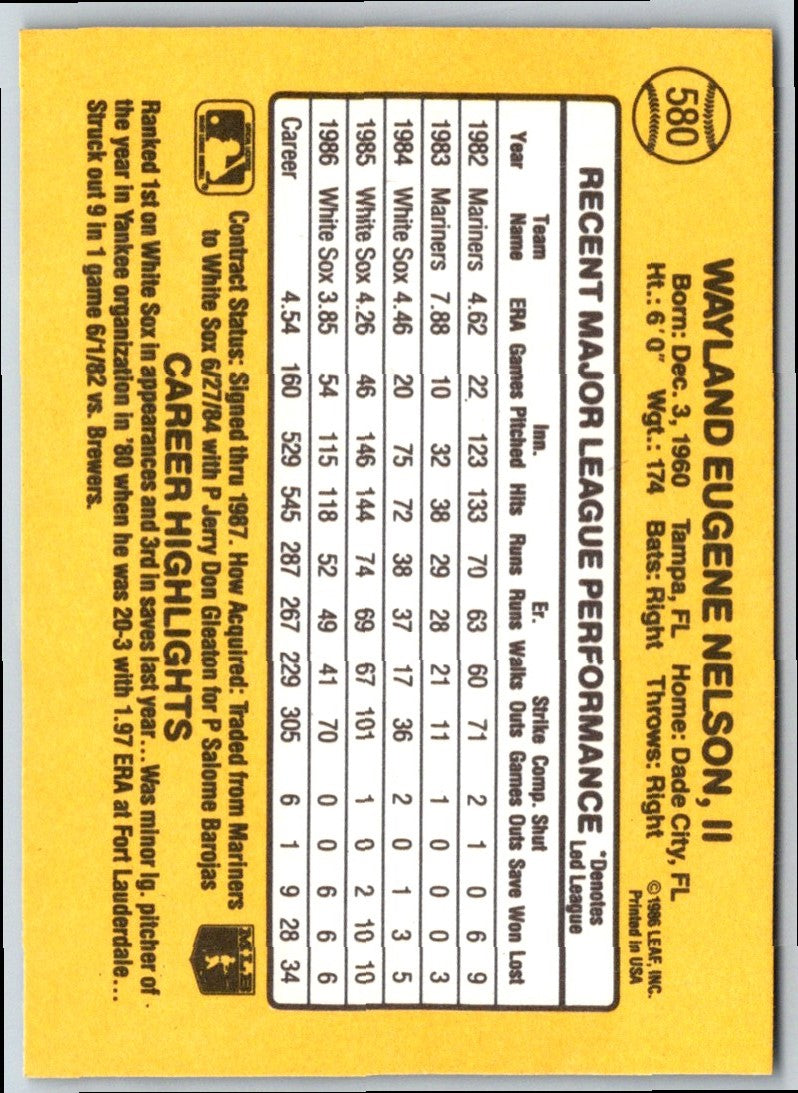 580
WAYLAND EUGENE NELSON, II
Born: Dec. 3, 1960 Tampa, FL Home: Dade City, FL
Ht.: 6'0" Wgt.: 174 Bats: Right Throws: Right
©1986 LEAF, INC.
Printed in USA
RECENT MAJOR LEAGUE PERFORMANCE *Denotes
Led League
Team Inn. Er. Strike Comp. Shut
Year Name ERA Games Pitched Hits Runs Runs Walks Outs Games Outs Save Won Lost
1982 Mariners 4.62 22 123 133 70 63 60 71 2 1 0 6 9
1983 Mariners 7.88 10 32 38 29 28 21 11 1 0 0 0 3
1984 White Sox 4.46 20 75 72 38 37 17 36 2 0 1 3 5
1985 White Sox 4.26 46 146 144 74 69 67 101 1 0 2 10 10
1986 White Sox 3.85 54 115 118 52 49 41 70 0 0 6 6 6
Career 4.54 160 529 545 287 267 229 305 6 1 9 28 34
Contract Status: Signed thru 1987. How Acquired: Traded from Mariners
to White Sox 6/27/84 with P Jerry Don Gleaton for P Salome Barojas
MLB
CAREER HIGHLIGHTS
Ranked 1st on White Sox in appearances and 3rd in saves last year... Was minor lg. pitcher of
the year in Yankee organization in '80 when he was 20-3 with 1.97 ERA at Fort Lauderdale...
Struck out 9 in 1 game 6/1/82 vs. Brewers.